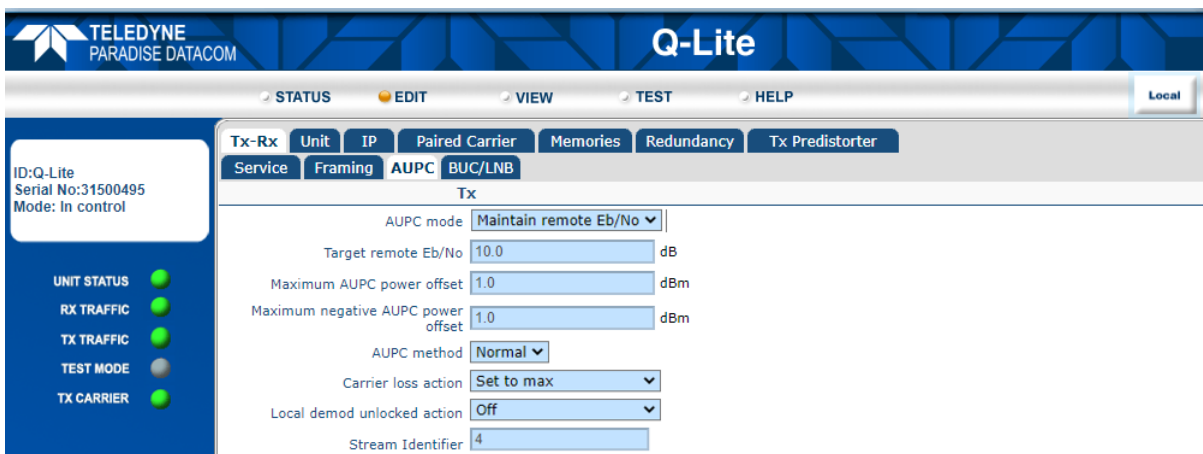 TELEDYNE
PARADISE DATACOM
Q-Lite
STATUS EDIT VIEW TEST HELP Local
Tx-Rx Unit IP Paired Carrier Memories Redundancy Tx Predistorter
Service Framing AUPC BUC/LNB
ID:Q-Lite
Serial No:31500495
Mode: In control
UNIT STATUS
RX TRAFFIC
TX TRAFFIC
TEST MODE
TX CARRIER
Tx
AUPC mode Maintain remote Eb/No
Target remote Eb/No 10.0 dB
Maximum AUPC power offset 1.0 dBm
Maximum negative AUPC power
offset 1.0 dBm
AUPC method Normal
Carrier loss action Set to max
Local demod unlocked action Off
Stream Identifier 4